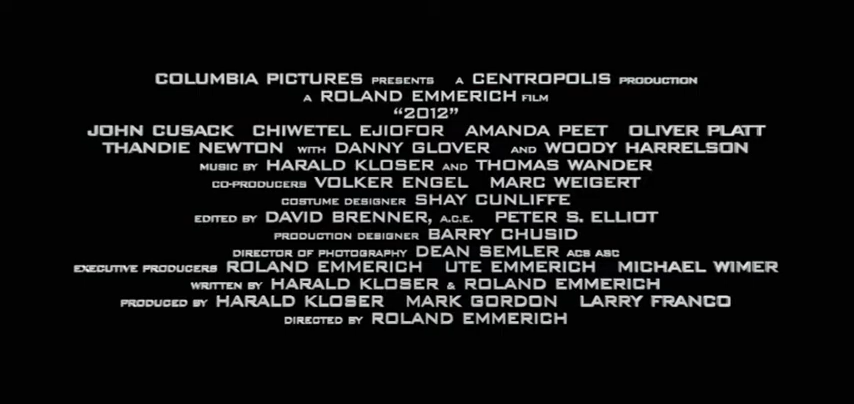 COLUMBIA PICTURES PRESENTS A CENTROPOLIS PRODUCTION
A ROLAND EMMERICH FILM
"2012"
JOHN CUSACK CHIWETEL EJIOFOR AMANDA PEET OLIVER PLATT
THANDIE NEWTON WITH DANNY GLOVER AND WOODY HARRELSON
MUSIC BY HARALD KLOSER AND THOMAS WANDER
CO-PRODUCERS VOLKER ENGEL MARC WEIGERT
COSTUME DESIGNER SHAY CUNLIFFE
EDITED BY DAVID BRENNER, A.C.E. PETER S. ELLIOT
PRODUCTION DESIGNER BARRY CHUSID
DIRECTOR OF PHOTOGRAPHY DEAN SEMLER ACS ASC
EXECUTIVE PRODUCERS ROLAND EMMERICH UTE EMMERICH MICHAEL WIMER
WRITTEN BY HARALD KLOSER & ROLAND EMMERICH
PRODUCED BY HARALD KLOSER MARK GORDON LARRY FRANCO
DIRECTED BY ROLAND EMMERICH